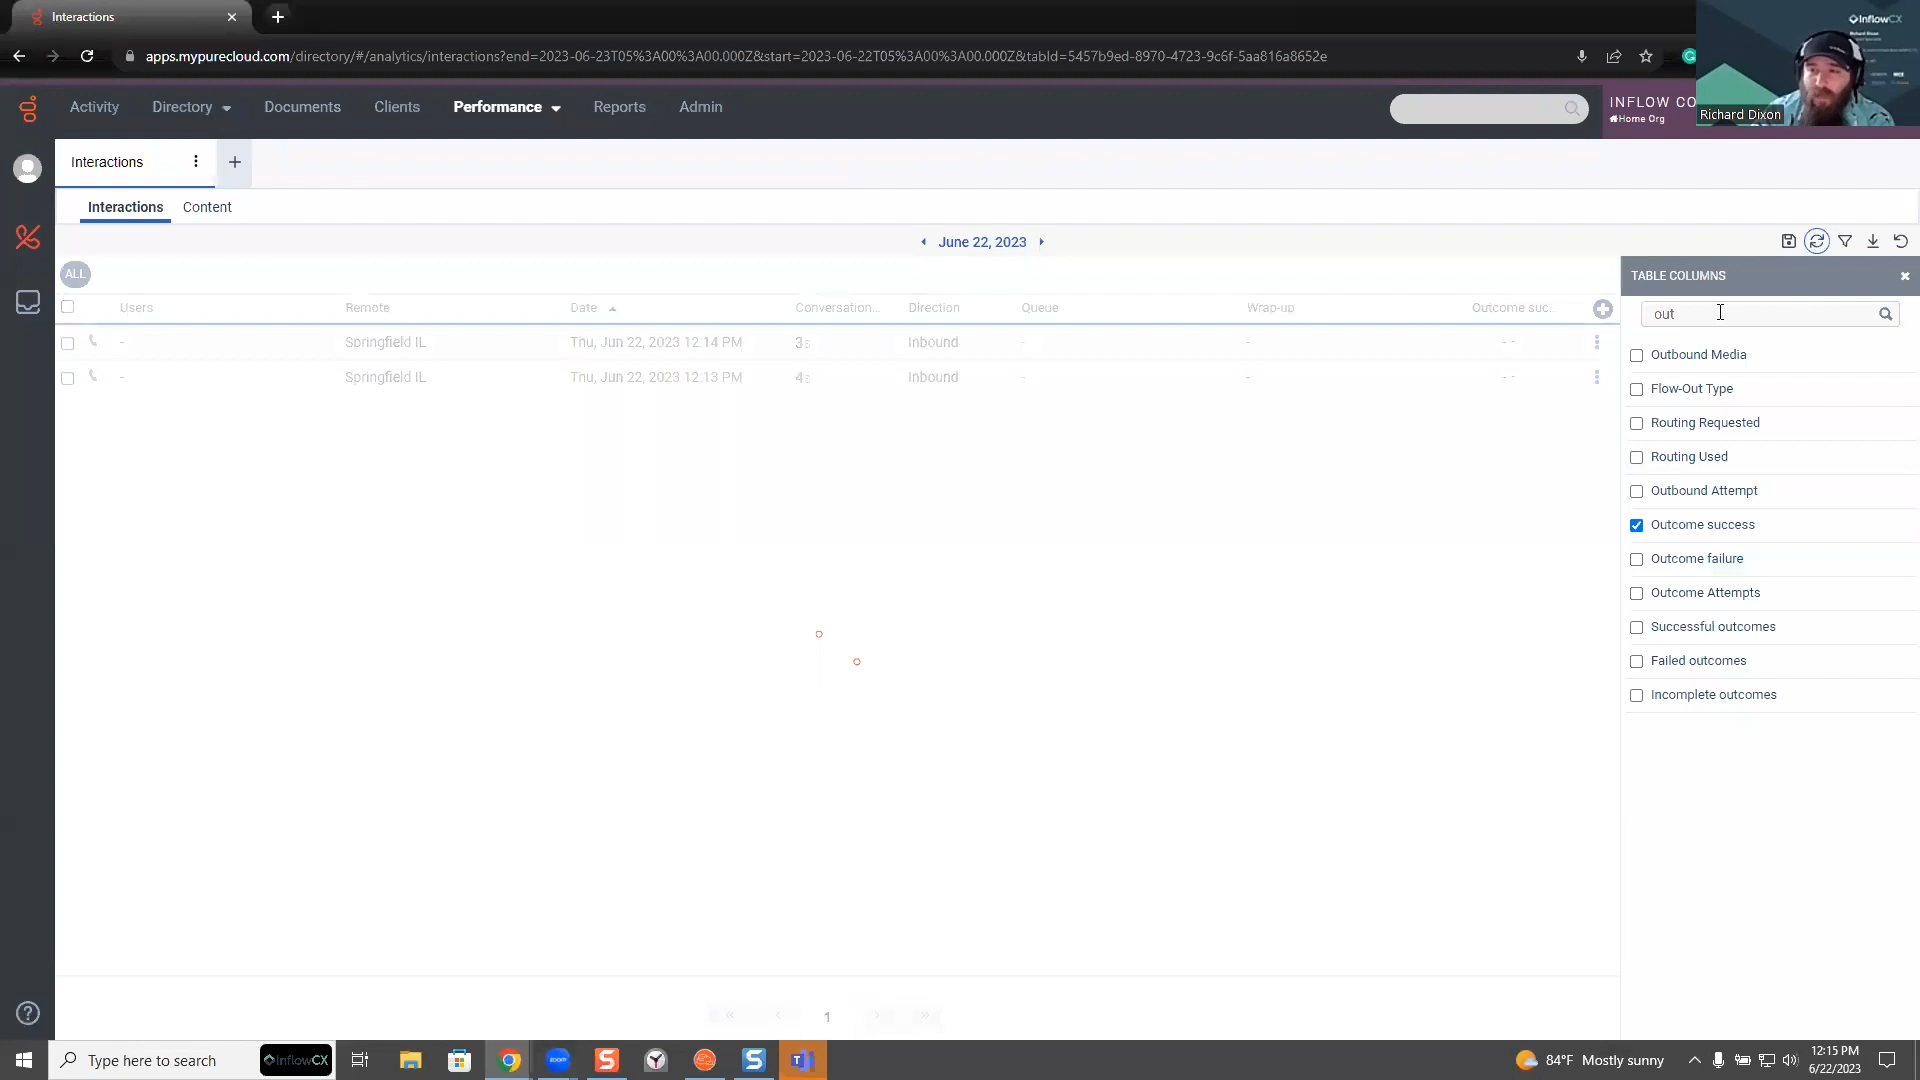 Interactions
apps.mypurecloud.com/directory/#/analytics/interactions?end=2023-06-23T05%3A00%3A00.000Z&start=2023-06-22T05%3A00%3A00.000Z&tabId=5457b9ed-8970-4723-9c6f-5aa816a8652e
InflowCX
Richard Dixon
Activity Directory Documents Clients Performance Reports Admin
INFLOW CO
Home Org
Interactions
Interactions Content
June 22, 2023
ALL
TABLE COLUMNS
Users Remote Date Conversation... Direction Queue Wrap-up Outcome suc...
out
- Springfield IL Thu, Jun 22, 2023 12:14 PM 3s Inbound - - - -
- Springfield IL Thu, Jun 22, 2023 12:13 PM 4s Inbound - - - -
Outbound Media
Flow-Out Type
Routing Requested
Routing Used
Outbound Attempt
Outcome success
Outcome failure
Outcome Attempts
Successful outcomes
Failed outcomes
Incomplete outcomes
1
Type here to search
InflowCX
zoom
84°F Mostly sunny
12:15 PM
6/22/2023